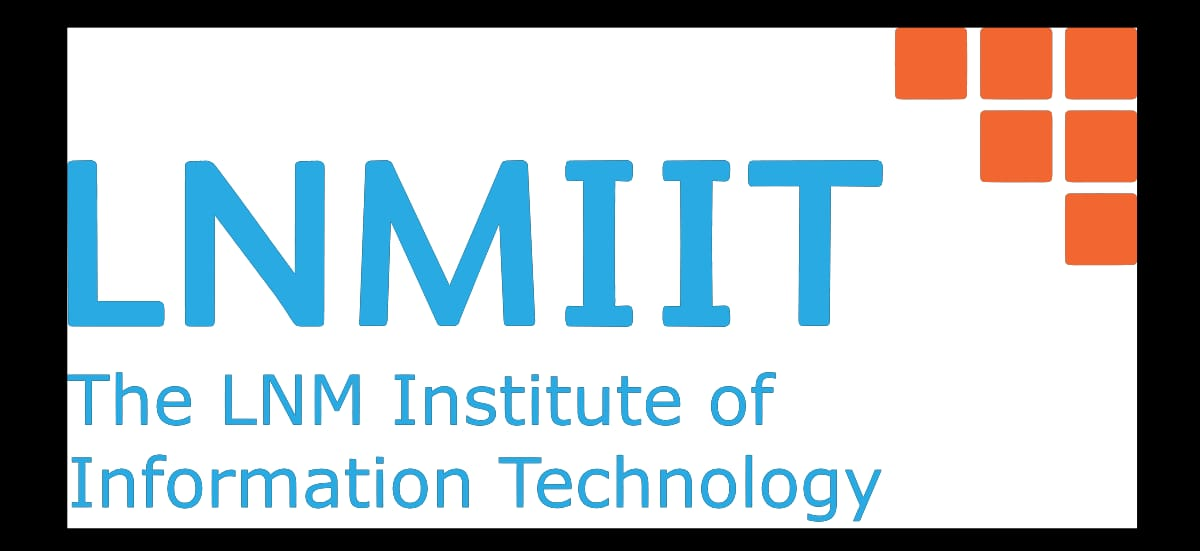 LNMIIT
The LNM Institute of
Information Technology